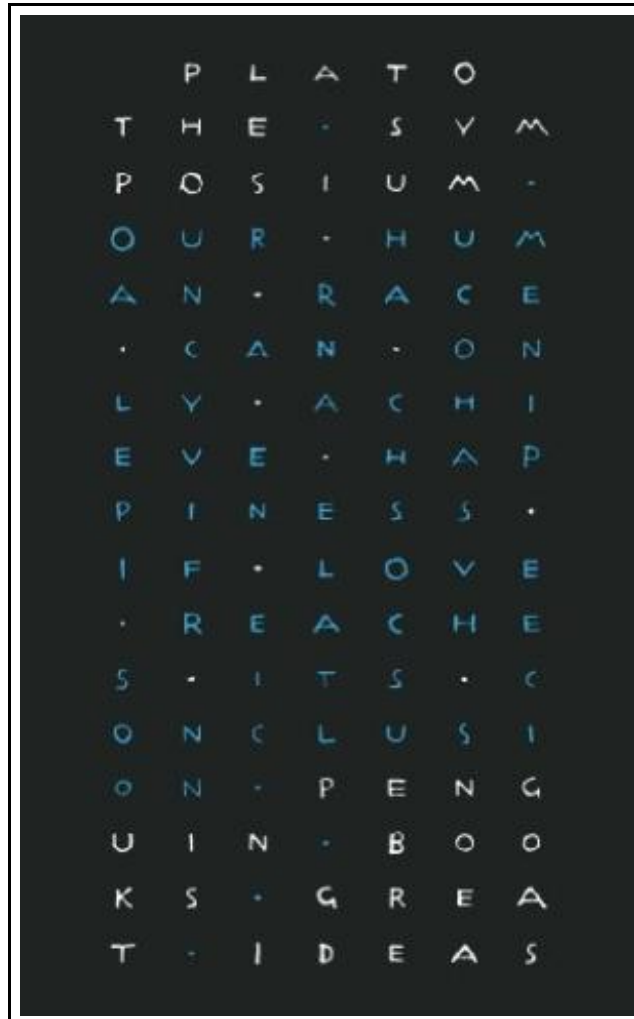 PLATO
THE·SYM
POSIUM·
OUR·HUM
AN·RACE
·CAN·ON
LY·ACHI
EVE·HAP
PINESS·
IF·LOVE
·REACHE
S·ITS·C
ONCLUSI
ON·PENG
UIN·BOO
KS·GREA
T·IDEAS